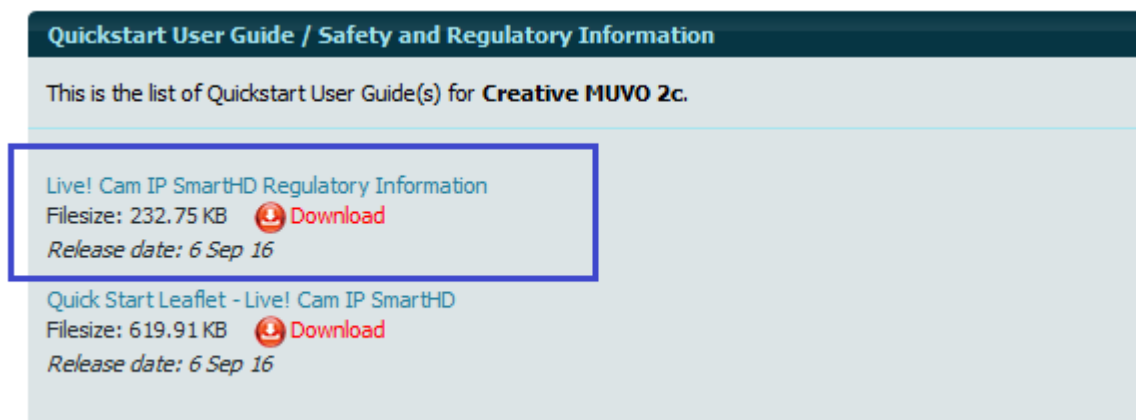 Quickstart User Guide / Safety and Regulatory Information
This is the list of Quickstart User Guide(s) for Creative MUVO 2c.
Live! Cam IP SmartHD Regulatory Information
Filesize: 232.75 KB Download
Release date: 6 Sep 16
Quick Start Leaflet - Live! Cam IP SmartHD
Filesize: 619.91 KB Download
Release date: 6 Sep 16